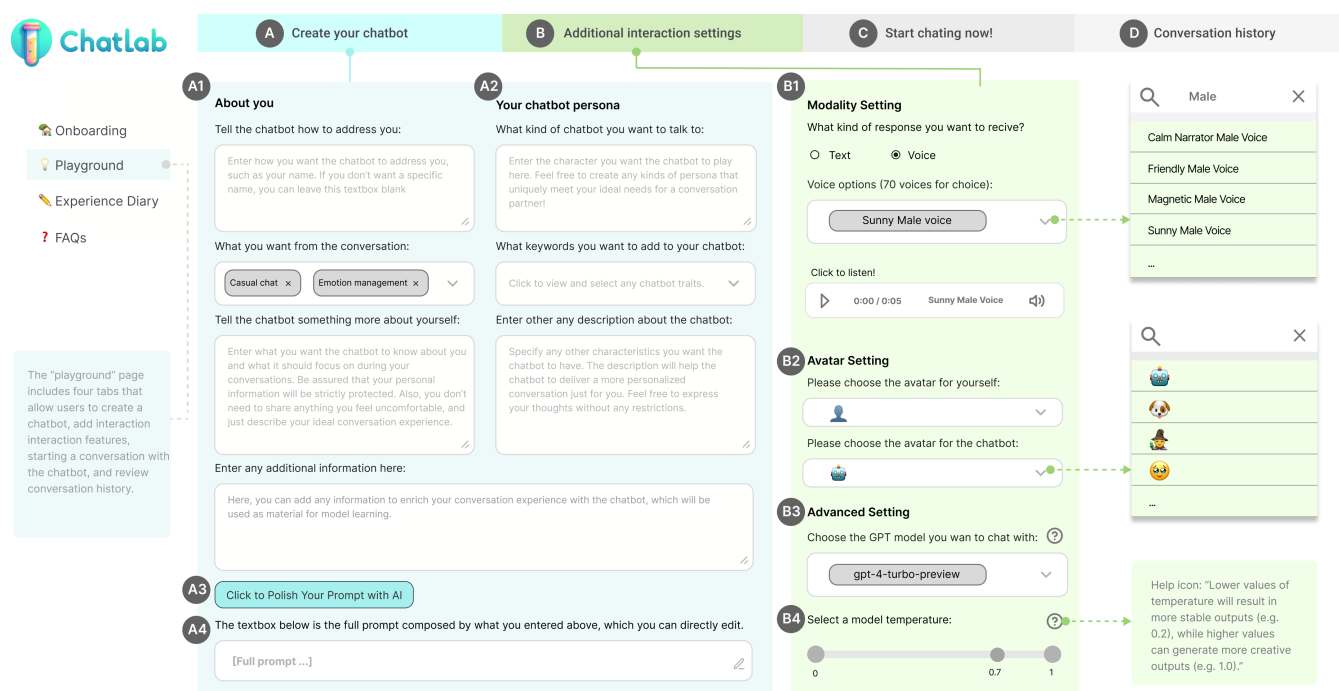 ChatLab
A Create your chatbot
B Additional interaction settings
C Start chating now!
D Conversation history
Onboarding
Playground
Experience Diary
? FAQs
The "playground" page
includes four tabs that
allow users to create a
chatbot, add interaction
interaction features,
starting a conversation with
the chatbot, and review
conversation history.
A1
About you
Tell the chatbot how to address you:
Enter how you want the chatbot to address you,
such as your name. If you don't want a specific
name, you can leave this textbox blank
What you want from the conversation:
Casual chat × Emotion management ×
Tell the chatbot something more about yourself:
Enter what you want the chatbot to know about you
and what it should focus on during your
conversations. Be assured that your personal
information will be strictly protected. Also, you don't
need to share anything you feel uncomfortable, and
just describe your ideal conversation experience.
A2
Your chatbot persona
What kind of chatbot you want to talk to:
Enter the character you want the chatbot to play
here. Feel free to create any kinds of persona that
uniquely meet your ideal needs for a conversation
partner!
What keywords you want to add to your chatbot:
Click to view and select any chatbot traits.
Enter other any description about the chatbot:
Specify any other characteristics you want the
chatbot to have. The description will help the
chatbot to deliver a more personalized
conversation just for you. Feel free to express
your thoughts without any restrictions.
Enter any additional information here:
Here, you can add any information to enrich your conversation experience with the chatbot, which will be
used as material for model learning.
A3
Click to Polish Your Prompt with AI
A4
The textbox below is the full prompt composed by what you entered above, which you can directly edit.
[Full prompt ...]
B1
Modality Setting
What kind of response you want to recive?
Text Voice
Voice options (70 voices for choice):
Sunny Male voice
Click to listen!
0:00 / 0:05 Sunny Male Voice
B2
Avatar Setting
Please choose the avatar for yourself:
Please choose the avatar for the chatbot:
B3
Advanced Setting
Choose the GPT model you wan to chat with: ?
gpt-4-turbo-preview
B4
Select a model temperature: ?
0 0.7 1
Male
Calm Narrator Male Voice
Friendly Male Voice
Magnetic Male Voice
Sunny Male Voice
...
...
Help icon: "Lower values of
temperature will result in
more stable outputs (e.g.
0.2), while higher values
can generate more creative
outputs (e.g. 1.0)."